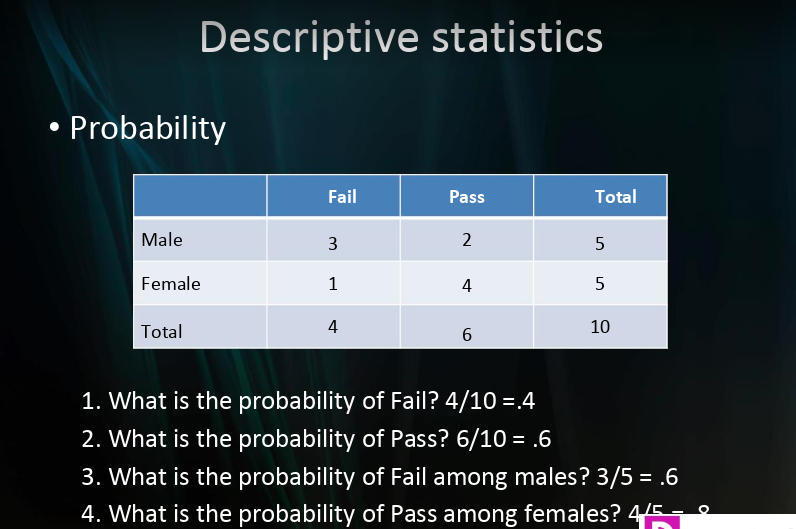 Descriptive statistics
• Probability
Fail Pass Total
Male 3 2 5
Female 1 4 5
Total 4 6 10
1. What is the probability of Fail? 4/10 =.4
2. What is the probability of Pass? 6/10 = .6
3. What is the probability of Fail among males? 3/5 = .6
4. What is the probability of Pass among females? 4/5 = .8